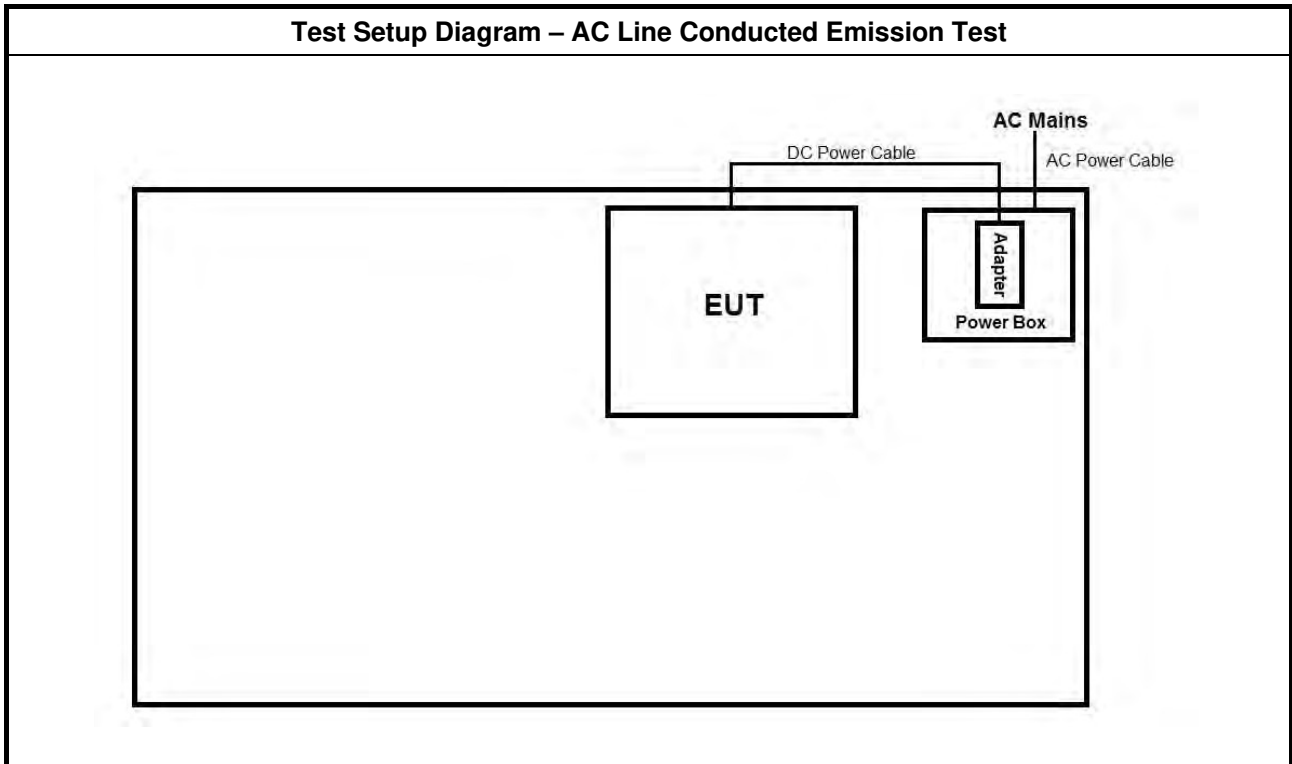 Test Setup Diagram – AC Line Conducted Emission Test
AC Mains
DC Power Cable
AC Power Cable
Adapter
EUT
Power Box